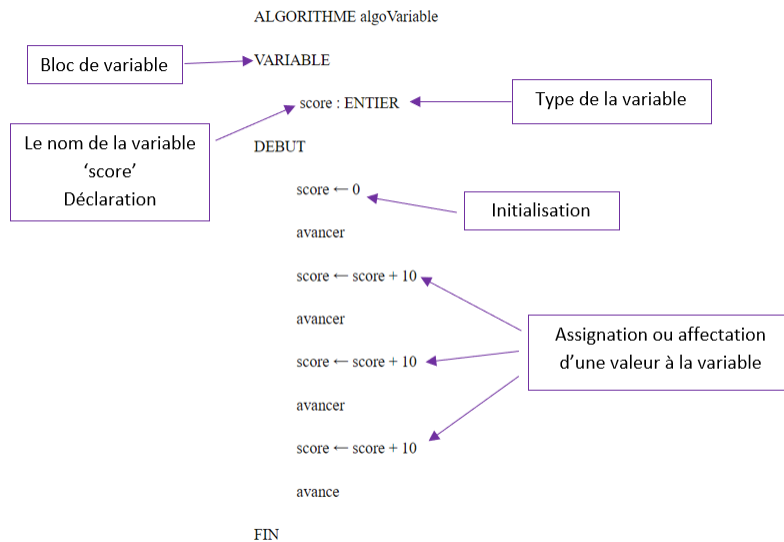 ALGORITHME algoVariable
Bloc de variable
VARIABLE
score : ENTIER
Type de la variable
Le nom de la variable
‘score’
Déclaration
DEBUT
score ← 0
Initialisation
avancer
score ← score + 10
avancer
Assignation ou affectation
d’une valeur à la variable
score ← score + 10
avancer
score ← score + 10
avance
FIN